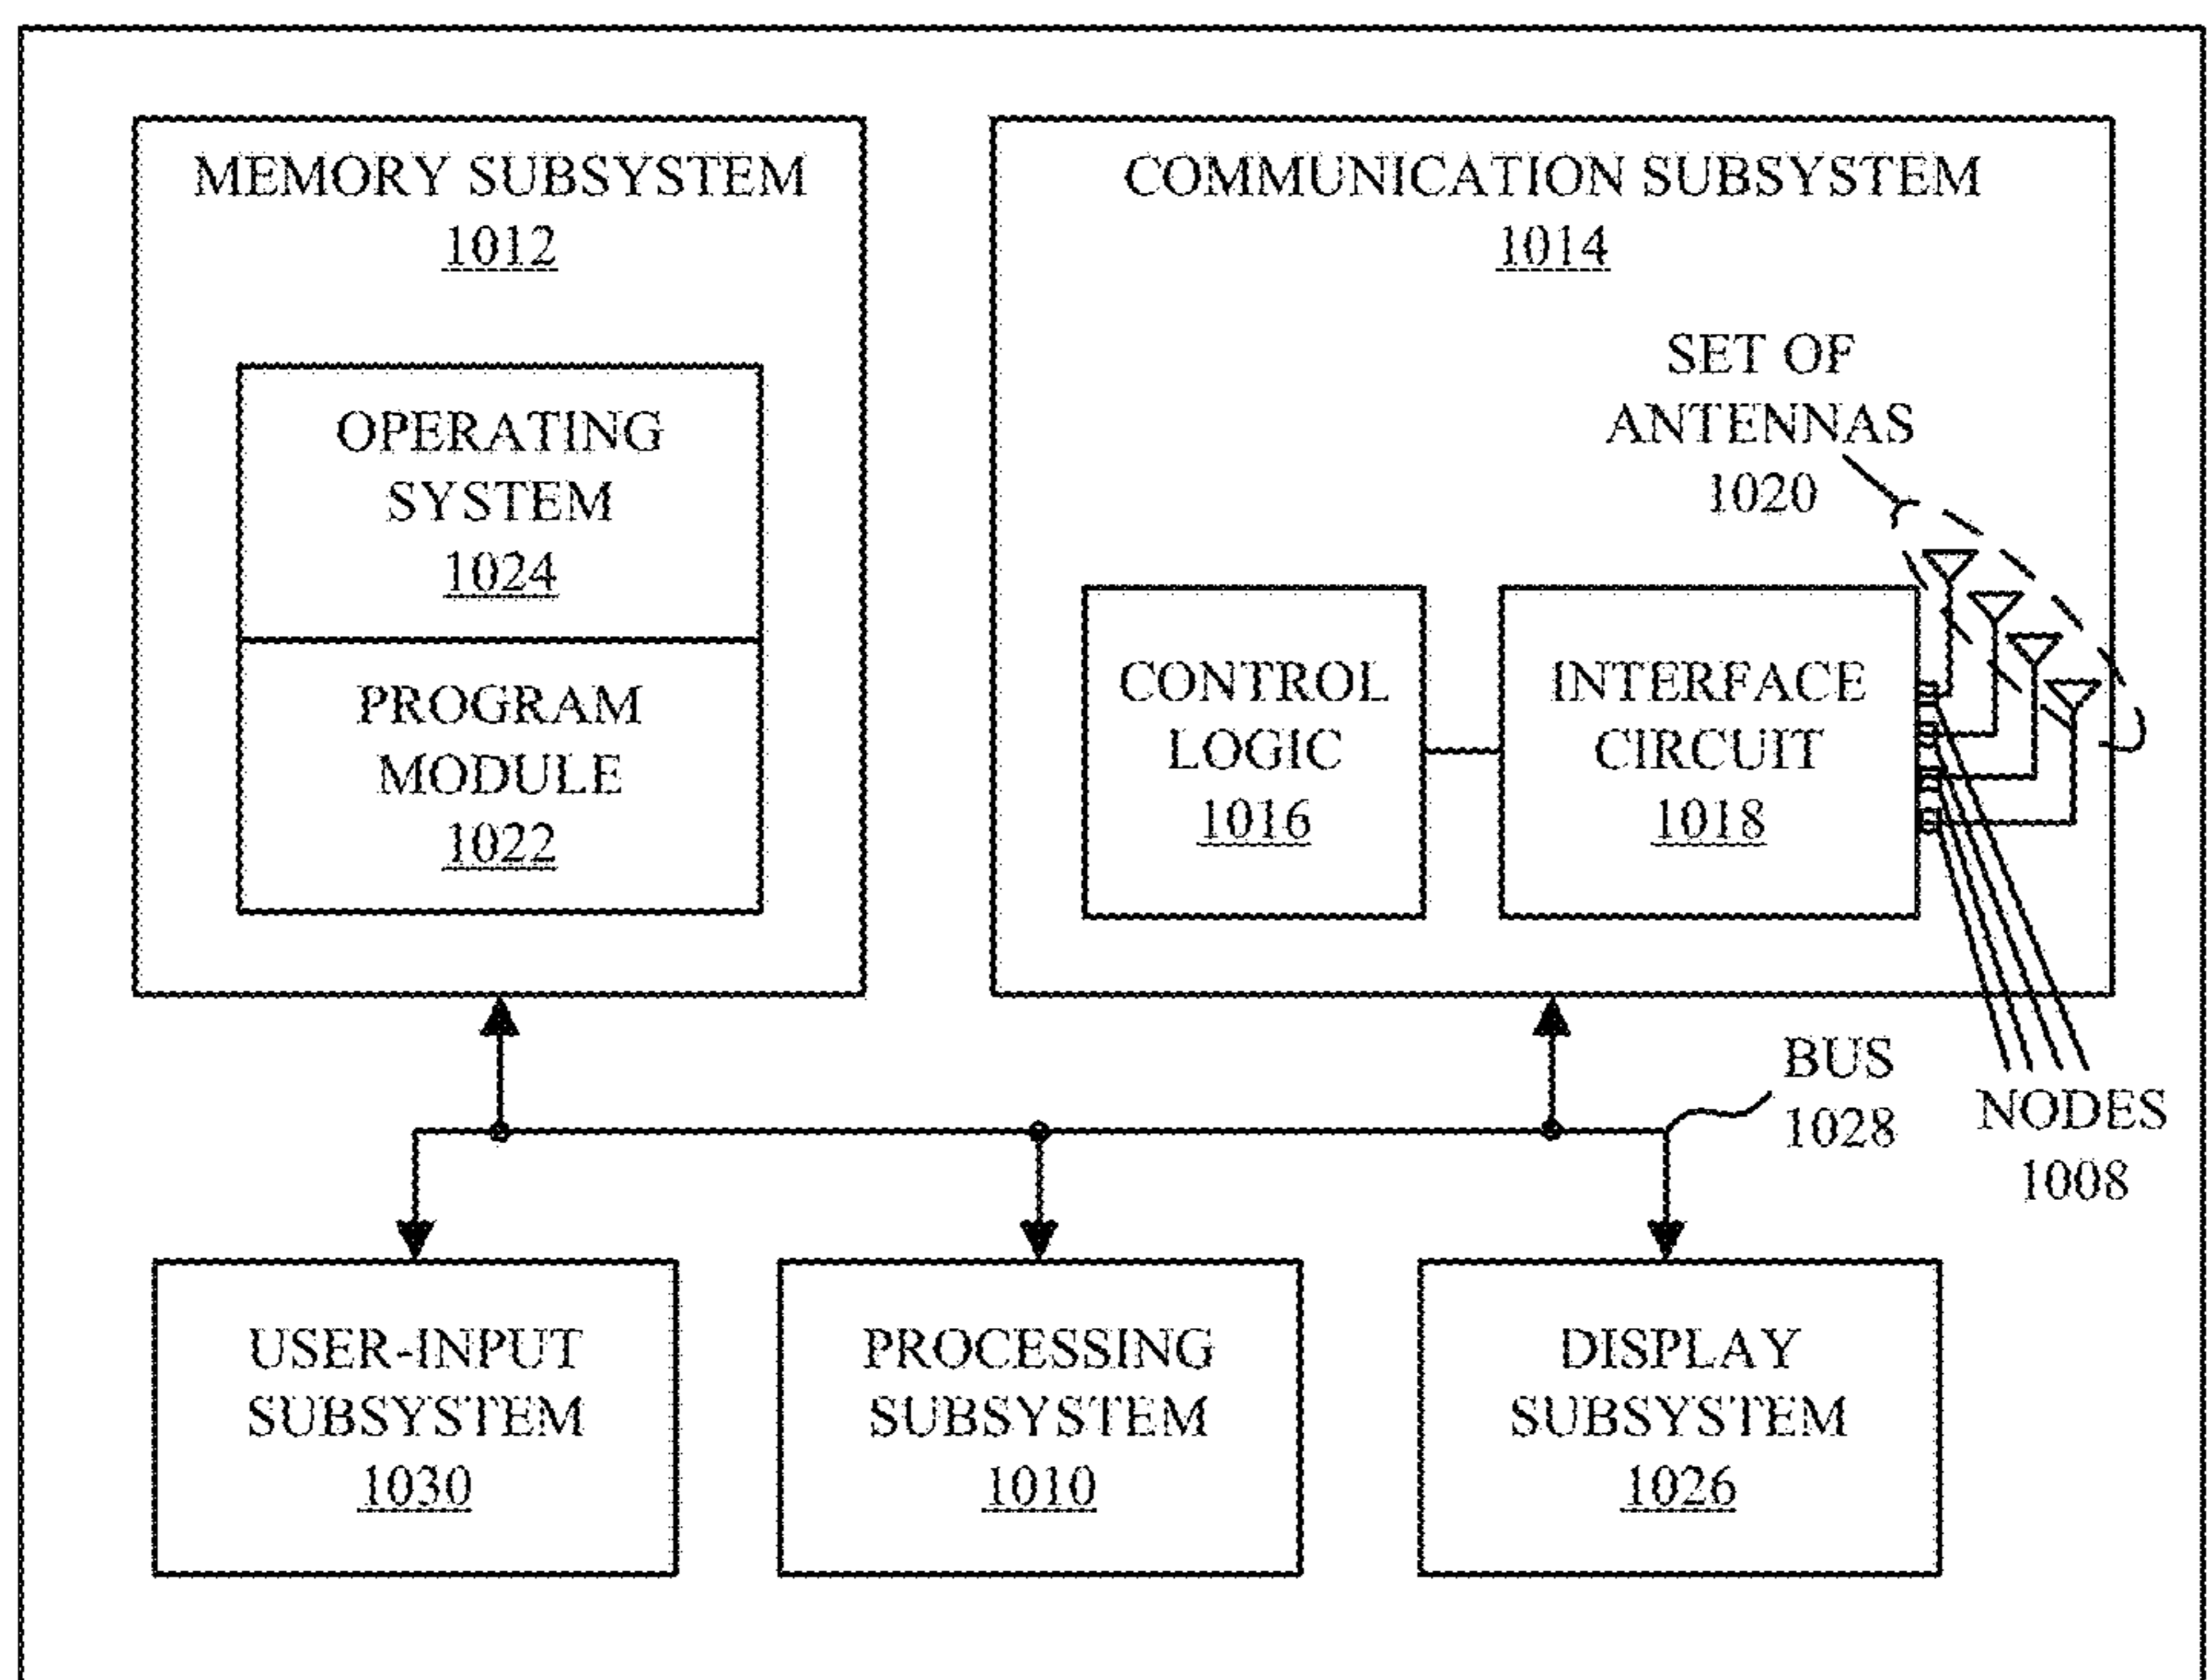 MEMORY SUBSYSTEM
1012
OPERATING
SYSTEM
1024
PROGRAM
MODULE
1022
COMMUNICATION SUBSYSTEM
1014
SET OF
ANTENNAS
1020
CONTROL
LOGIC
1016
INTERFACE
CIRCUIT
1018
BUS
1028
NODES
1008
USER-INPUT
SUBSYSTEM
1030
PROCESSING
SUBSYSTEM
1010
DISPLAY
SUBSYSTEM
1026